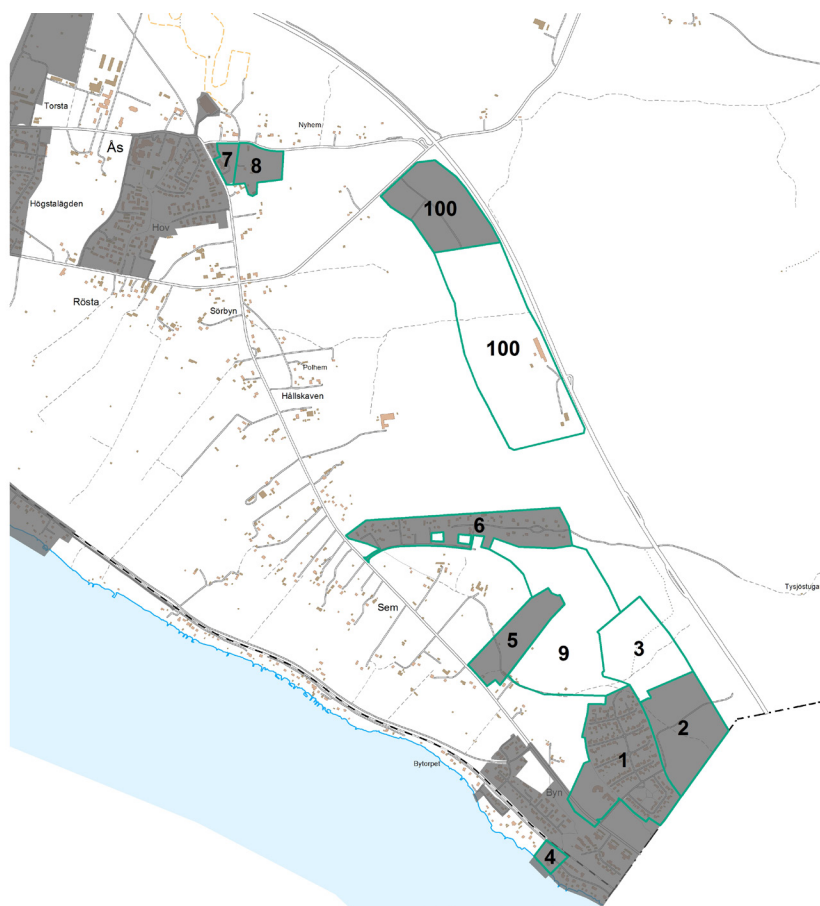 Torsta
Nyhem
Ås
7
8
Högstalägden
100
Hov
Rösta
Sörbyn
100
Polhem
Hällskaven
6
Tysjöstuga
Sem
5
9
3
2
1
Bytorpet
Byn
4